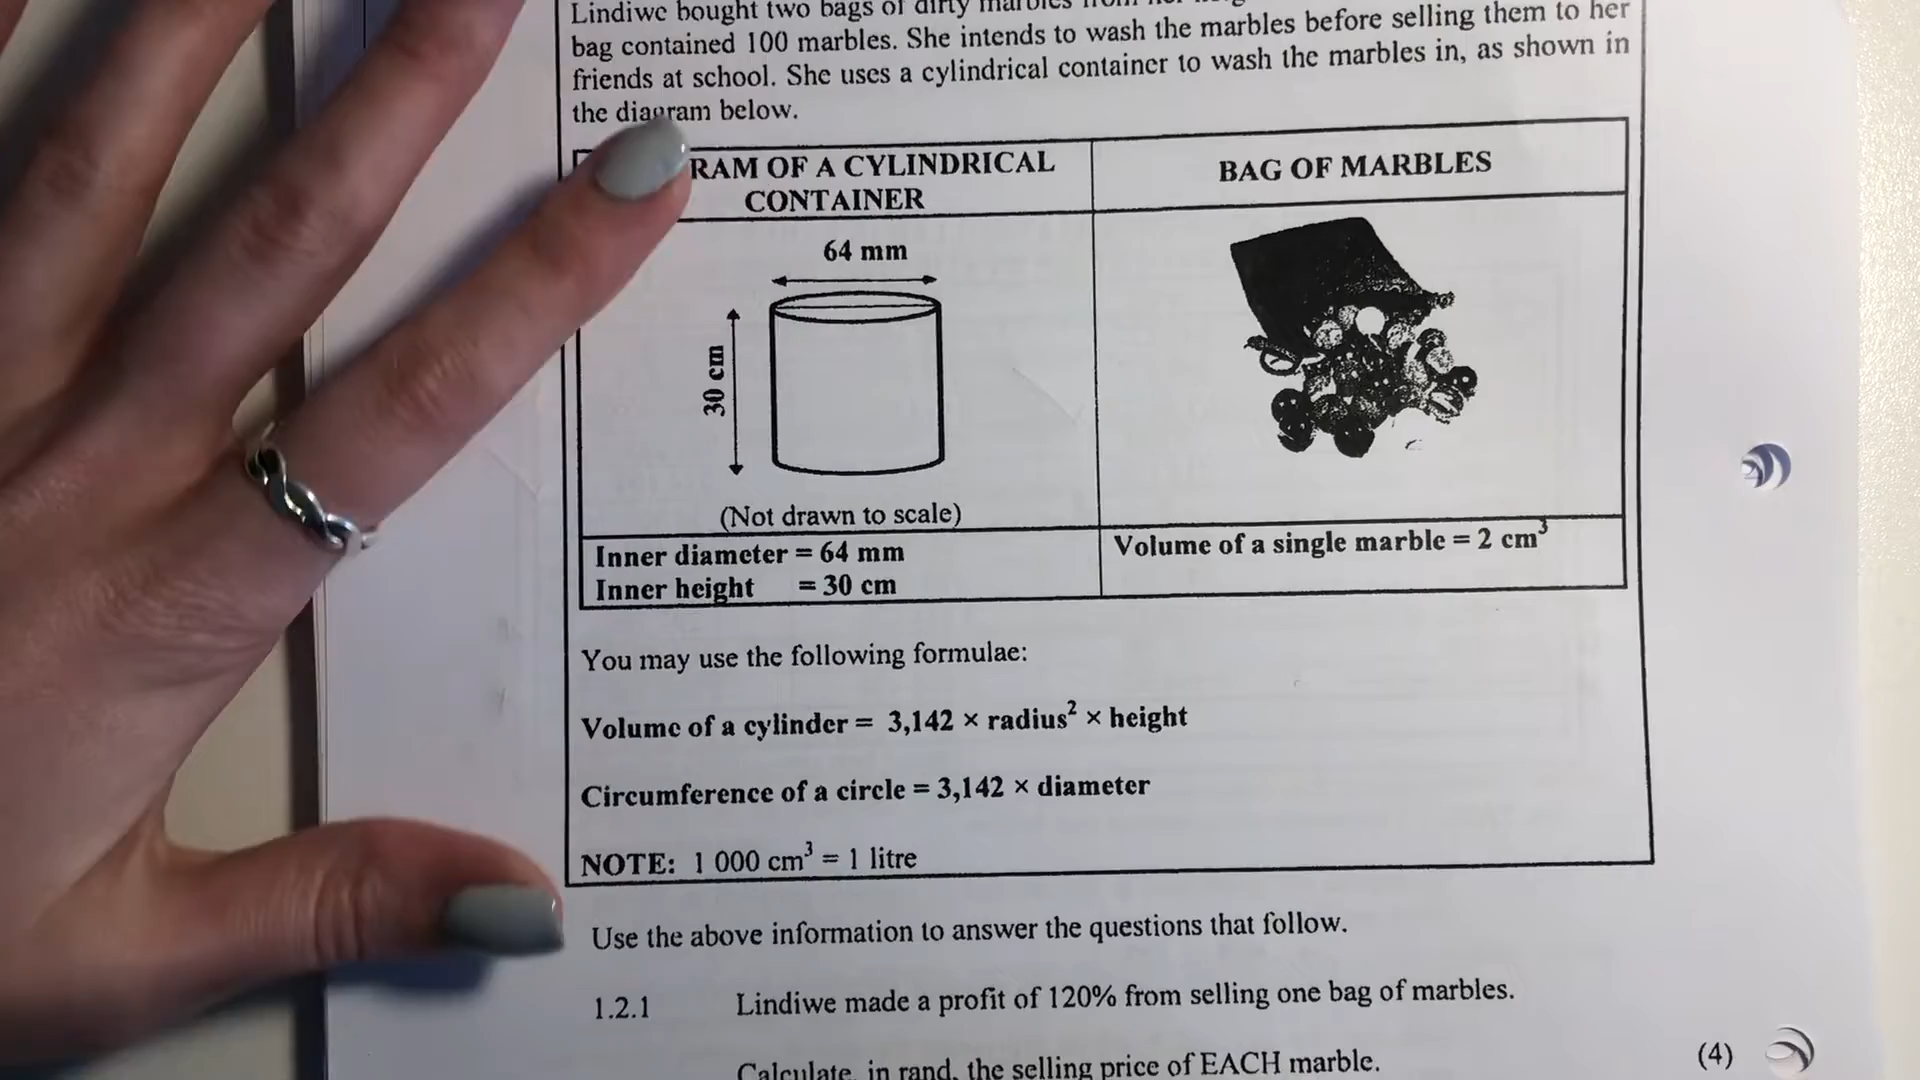 Lindiwe bought two bags of dirty marbles
bag contained 100 marbles. She intends to wash the marbles before selling them to her
friends at school. She uses a cylindrical container to wash the marbles in, as shown in
the diagram below.
RAM OF A CYLINDRICAL
CONTAINER
BAG OF MARBLES
64 mm
30 cm
(Not drawn to scale)
Inner diameter = 64 mm
Inner height = 30 cm
Volume of a single marble = 2 cm³
You may use the following formulae:
Volume of a cylinder = 3,142 × radius² × height
Circumference of a circle = 3,142 × diameter
NOTE: 1 000 cm³ = 1 litre
Use the above information to answer the questions that follow.
1.2.1 Lindiwe made a profit of 120% from selling one bag of marbles.
Calculate, in rand, the selling price of EACH marble.
(4)